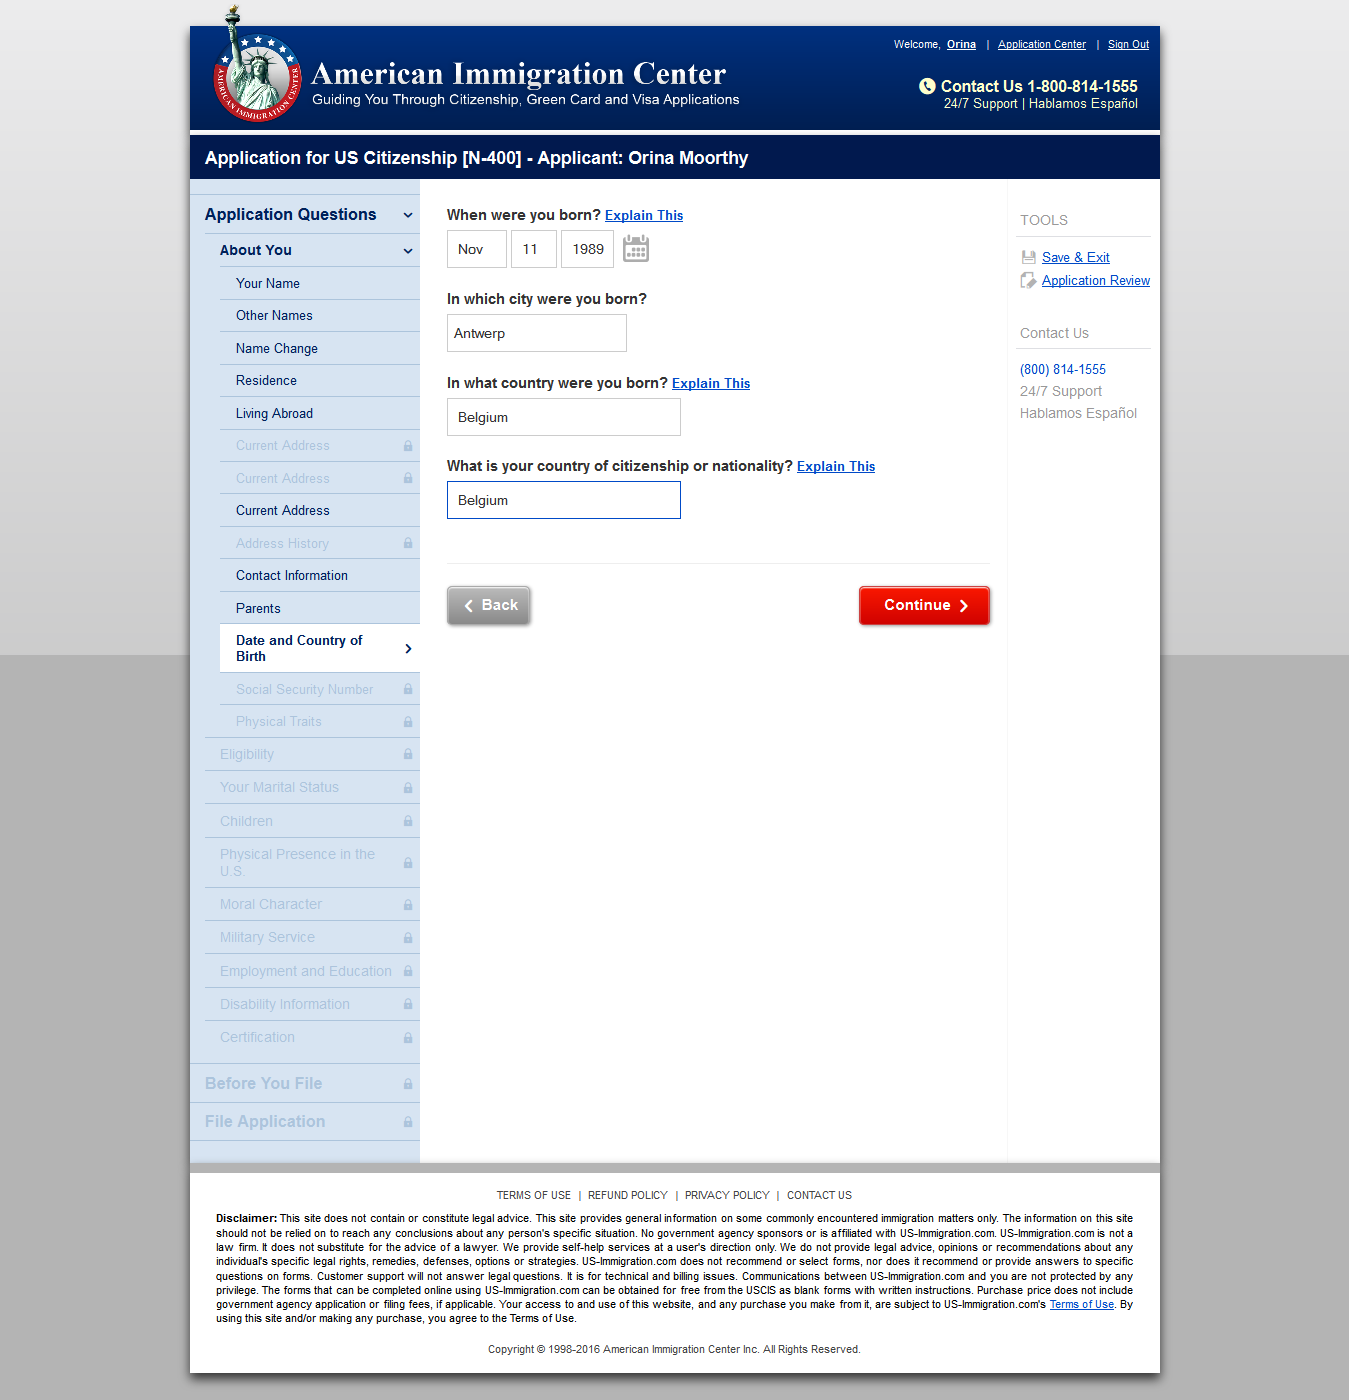 AMERICAN IMMIGRATION CENTER
American Immigration Center
Guiding You Through Citizenship, Green Card and Visa Applications
Welcome, Orina | Application Center | Sign Out
Contact Us 1-800-814-1555
24/7 Support | Hablamos Español
Application for US Citizenship [N-400] - Applicant: Orina Moorthy
Application Questions
About You
Your Name
Other Names
Name Change
Residence
Living Abroad
Current Address
Current Address
Current Address
Address History
Contact Information
Parents
Date and Country of
Birth
Social Security Number
Physical Traits
Eligibility
Your Marital Status
Children
Physical Presence in the
U.S.
Moral Character
Military Service
Employment and Education
Disability Information
Certification
Before You File
File Application
When were you born? Explain This
Nov 11 1989
In which city were you born?
Antwerp
In what country were you born? Explain This
Belgium
What is your country of citizenship or nationality? Explain This
Belgium
Back
Continue
TOOLS
Save & Exit
Application Review
Contact Us
(800) 814-1555
24/7 Support
Hablamos Español
TERMS OF USE | REFUND POLICY | PRIVACY POLICY | CONTACT US
Disclaimer: This site does not contain or constitute legal advice. This site provides general information on some commonly encountered immigration matters only. The information on this site
should not be relied on to reach any conclusions about any person's specific situation. No government agency sponsors or is affiliated with US-Immigration.com. US-Immigration.com is not a
law firm. It does not substitute for the advice of a lawyer. We provide self-help services at a user's direction only. We do not provide legal advice, opinions or recommendations about any
individual's specific legal rights, remedies, defenses, options or strategies. US-Immigration.com does not recommend or select forms, nor does it recommend or provide answers to specific
questions on forms. Customer support will not answer legal questions. It is for technical and billing issues. Communications between US-Immigration.com and you are not protected by any
privilege. The forms that can be completed online using US-Immigration.com can be obtained for free from the USCIS as blank forms with written instructions. Purchase price does not include
government agency application or filing fees, if applicable. Your access to and use of this website, and any purchase you make from it, are subject to US-Immigration.com's Terms of Use. By
using this site and/or making any purchase, you agree to the Terms of Use.
Copyright © 1998-2016 American Immigration Center Inc. All Rights Reserved.